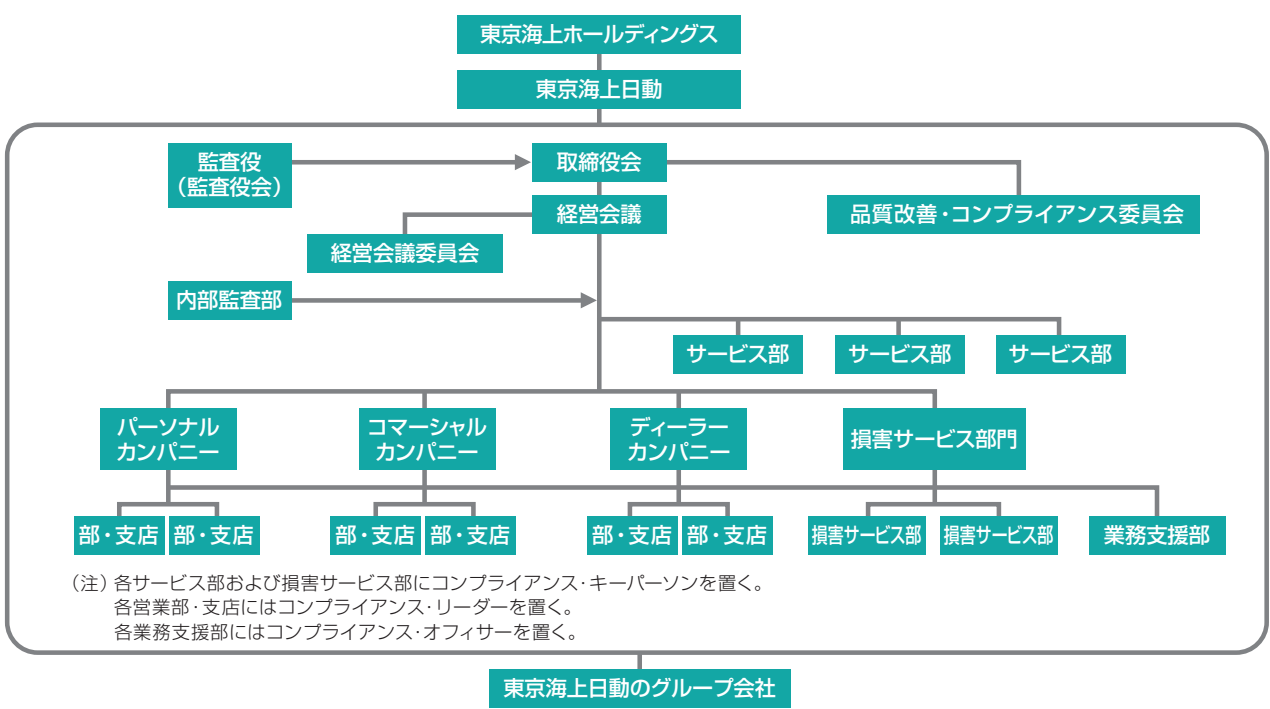 東京海上ホールディングス
東京海上日動
監査役
（監査役会）
取締役会
経営会議
品質改善・コンプライアンス委員会
経営会議委員会
内部監査部
サービス部
サービス部
サービス部
パーソナル
カンパニー
コマーシャル
カンパニー
ディーラー
カンパニー
損害サービス部門
部・支店
部・支店
部・支店
部・支店
部・支店
部・支店
損害サービス部
損害サービス部
業務支援部
（注）各サービス部および損害サービス部にコンプライアンス・キーパーソンを置く。
各営業部・支店にはコンプライアンス・リーダーを置く。
各業務支援部にはコンプライアンス・オフィサーを置く。
東京海上日動のグループ会社